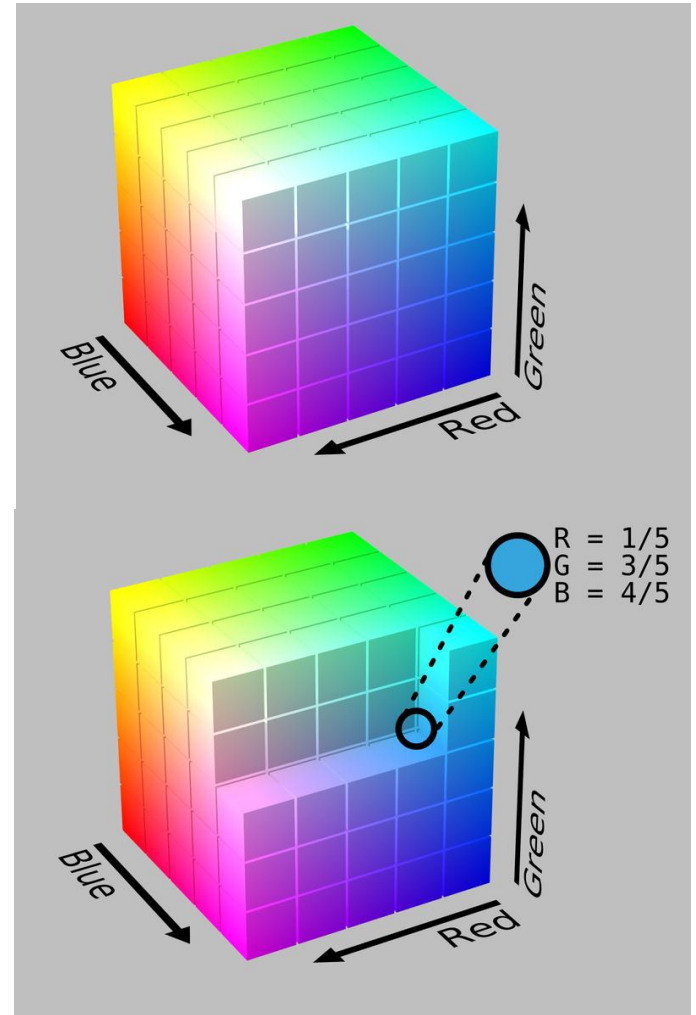 Blue
Red
Green
R = 1/5
G = 3/5
B = 4/5
Blue
Red
Green